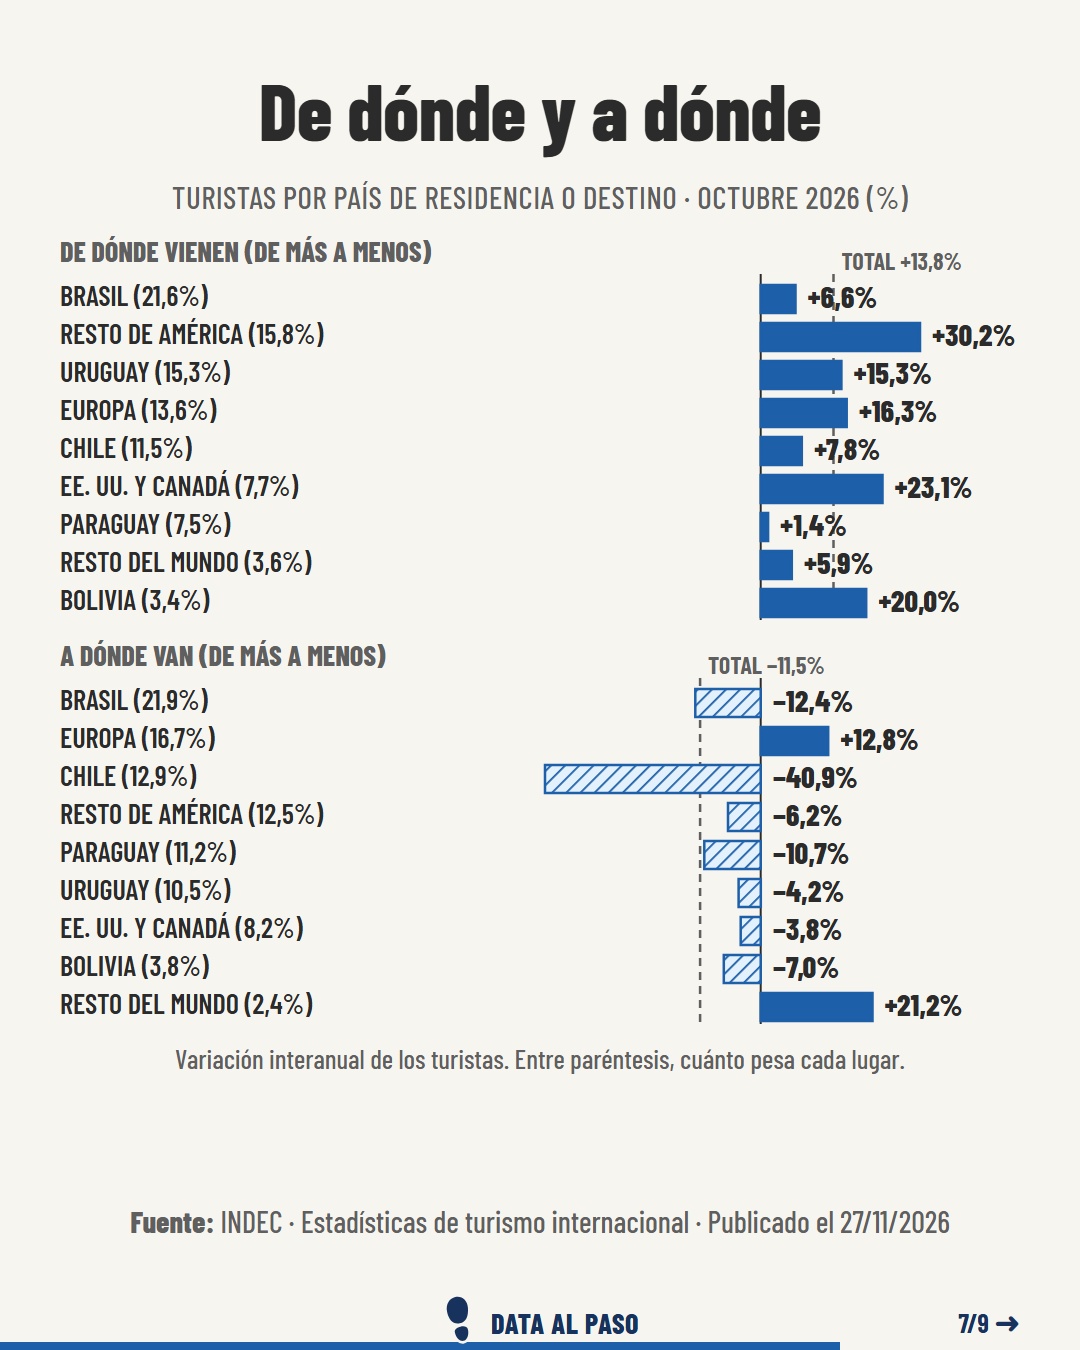 De dónde y a dónde
TURISTAS POR PAÍS DE RESIDENCIA O DESTINO · OCTUBRE 2026 (%)
DE DÓNDE VIENEN (DE MÁS A MENOS)
TOTAL +13,8%
BRASIL (21,6%) +6,6%
RESTO DE AMÉRICA (15,8%) +30,2%
URUGUAY (15,3%) +15,3%
EUROPA (13,6%) +16,3%
CHILE (11,5%) +7,8%
EE. UU. Y CANADÁ (7,7%) +23,1%
PARAGUAY (7,5%) +1,4%
RESTO DEL MUNDO (3,6%) +5,9%
BOLIVIA (3,4%) +20,0%
A DÓNDE VAN (DE MÁS A MENOS)
TOTAL −11,5%
BRASIL (21,9%) −12,4%
EUROPA (16,7%) +12,8%
CHILE (12,9%) −40,9%
RESTO DE AMÉRICA (12,5%) −6,2%
PARAGUAY (11,2%) −10,7%
URUGUAY (10,5%) −4,2%
EE. UU. Y CANADÁ (8,2%) −3,8%
BOLIVIA (3,8%) −7,0%
RESTO DEL MUNDO (2,4%) +21,2%
Variación interanual de los turistas. Entre paréntesis, cuánto pesa cada lugar.
Fuente: INDEC · Estadísticas de turismo internacional · Publicado el 27/11/2026
DATA AL PASO
7/9 →